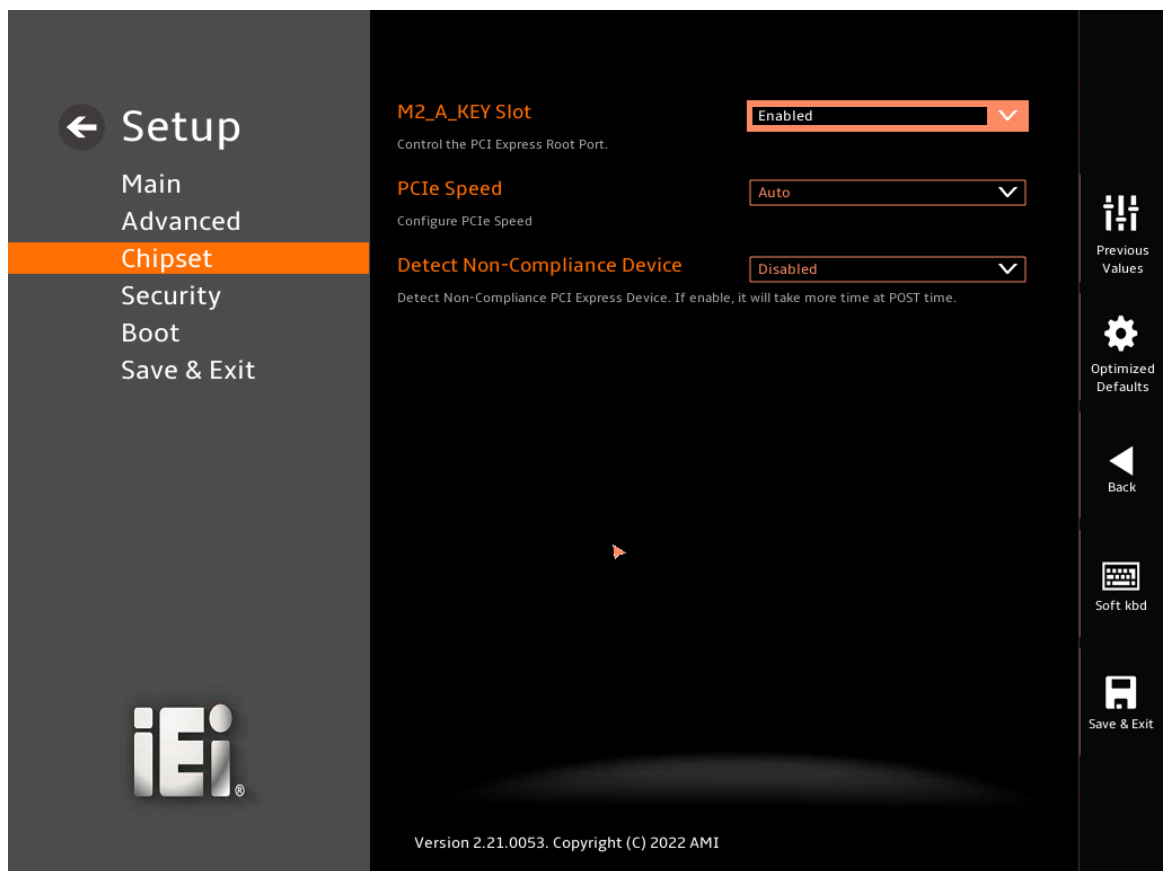 Setup
Main
Advanced
Chipset
Security
Boot
Save & Exit
M2_A_KEY Slot
Enabled
Control the PCI Express Root Port.
PCIe Speed
Auto
Configure PCIe Speed
Detect Non-Compliance Device
Disabled
Detect Non-Compliance PCI Express Device. If enable, it will take more time at POST time.
Previous
Values
Optimized
Defaults
Back
Soft kbd
Save & Exit
iEi®
Version 2.21.0053. Copyright (C) 2022 AMI